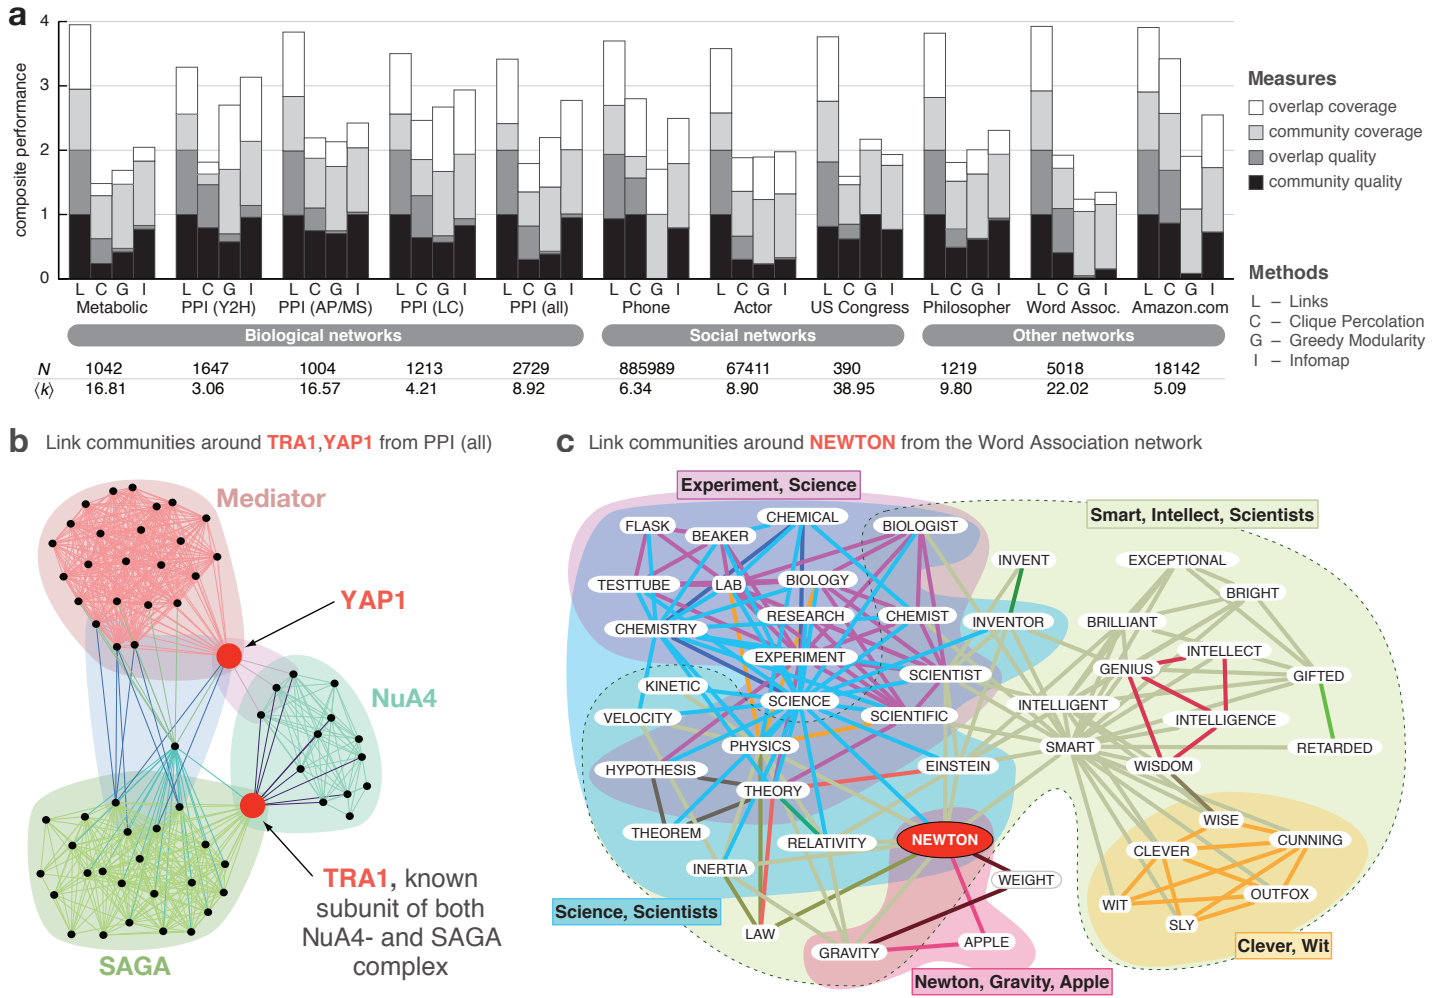 a
composite performance
4
3
2
1
0
L C G I
L C G I
L C G I
L C G I
L C G I
L C G I
L C G I
L C G I
L C G I
L C G I
L C G I
Metabolic
PPI (Y2H)
PPI (AP/MS)
PPI (LC)
PPI (all)
Phone
Actor
US Congress
Philosopher
Word Assoc.
Amazon.com
Biological networks
Social networks
Other networks
N 1042 1647 1004 1213 2729 885989 67411 390 1219 5018 18142
⟨k⟩ 16.81 3.06 16.57 4.21 8.92 6.34 8.90 38.95 9.80 22.02 5.09
Measures
overlap coverage
community coverage
overlap quality
community quality
Methods
L – Links
C – Clique Percolation
G – Greedy Modularity
I – Infomap
b Link communities around TRA1,YAP1 from PPI (all)
Mediator
YAP1
NuA4
TRA1, known
subunit of both
NuA4- and SAGA
complex
SAGA
c Link communities around NEWTON from the Word Association network
Experiment, Science
Smart, Intellect, Scientists
FLASK
BEAKER
CHEMICAL
BIOLOGIST
INVENT
EXCEPTIONAL
TESTTUBE
LAB
BIOLOGY
BRIGHT
RESEARCH
CHEMIST
INVENTOR
BRILLIANT
CHEMISTRY
EXPERIMENT
INTELLECT
GENIUS
SCIENTIST
GIFTED
KINETIC
SCIENCE
INTELLIGENT
VELOCITY
SCIENTIFIC
INTELLIGENCE
PHYSICS
SMART
RETARDED
HYPOTHESIS
EINSTEIN
WISDOM
THEORY
WISE
THEOREM
RELATIVITY
NEWTON
CUNNING
CLEVER
INERTIA
WEIGHT
OUTFOX
WIT
Science, Scientists
SLY
LAW
APPLE
GRAVITY
Clever, Wit
Newton, Gravity, Apple